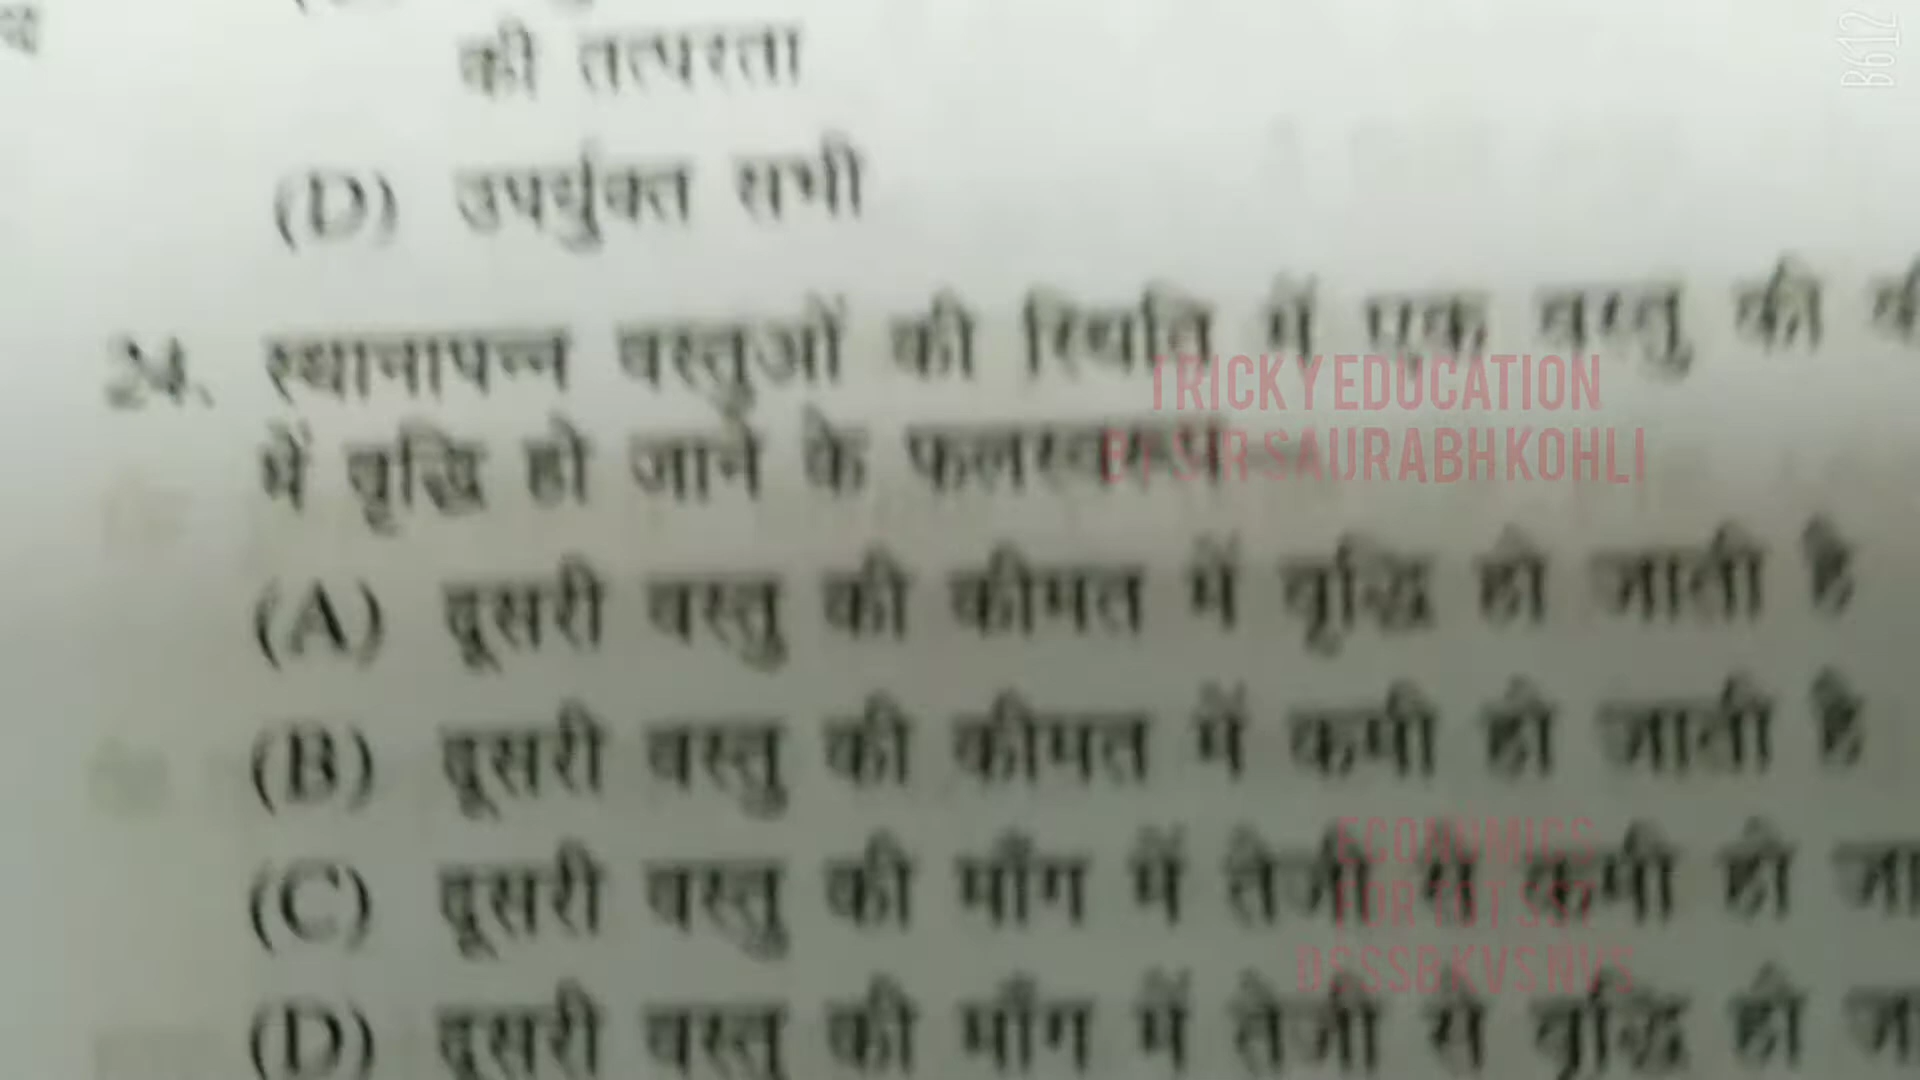 की तत्परता
(D) उपर्युक्त सभी
24. स्थानापन्न वस्तुओं की स्थिति में एक वस्तु की
में वृद्धि हो जाने के फलस्वरूप
(A) दूसरी वस्तु की कीमत में वृद्धि हो जाती है
(B) दूसरी वस्तु की कीमत में कमी हो जाती है
(C) दूसरी वस्तु की माँग में तेजी से कमी हो जा
(D) दूसरी वस्तु की माँग में तेजी से वृद्धि हो ज
TRICKY EDUCATION
BY SIR SAURABH KOHLI
ECONOMICS
FOR TGT SST
DSSSB KVS NVS
B612